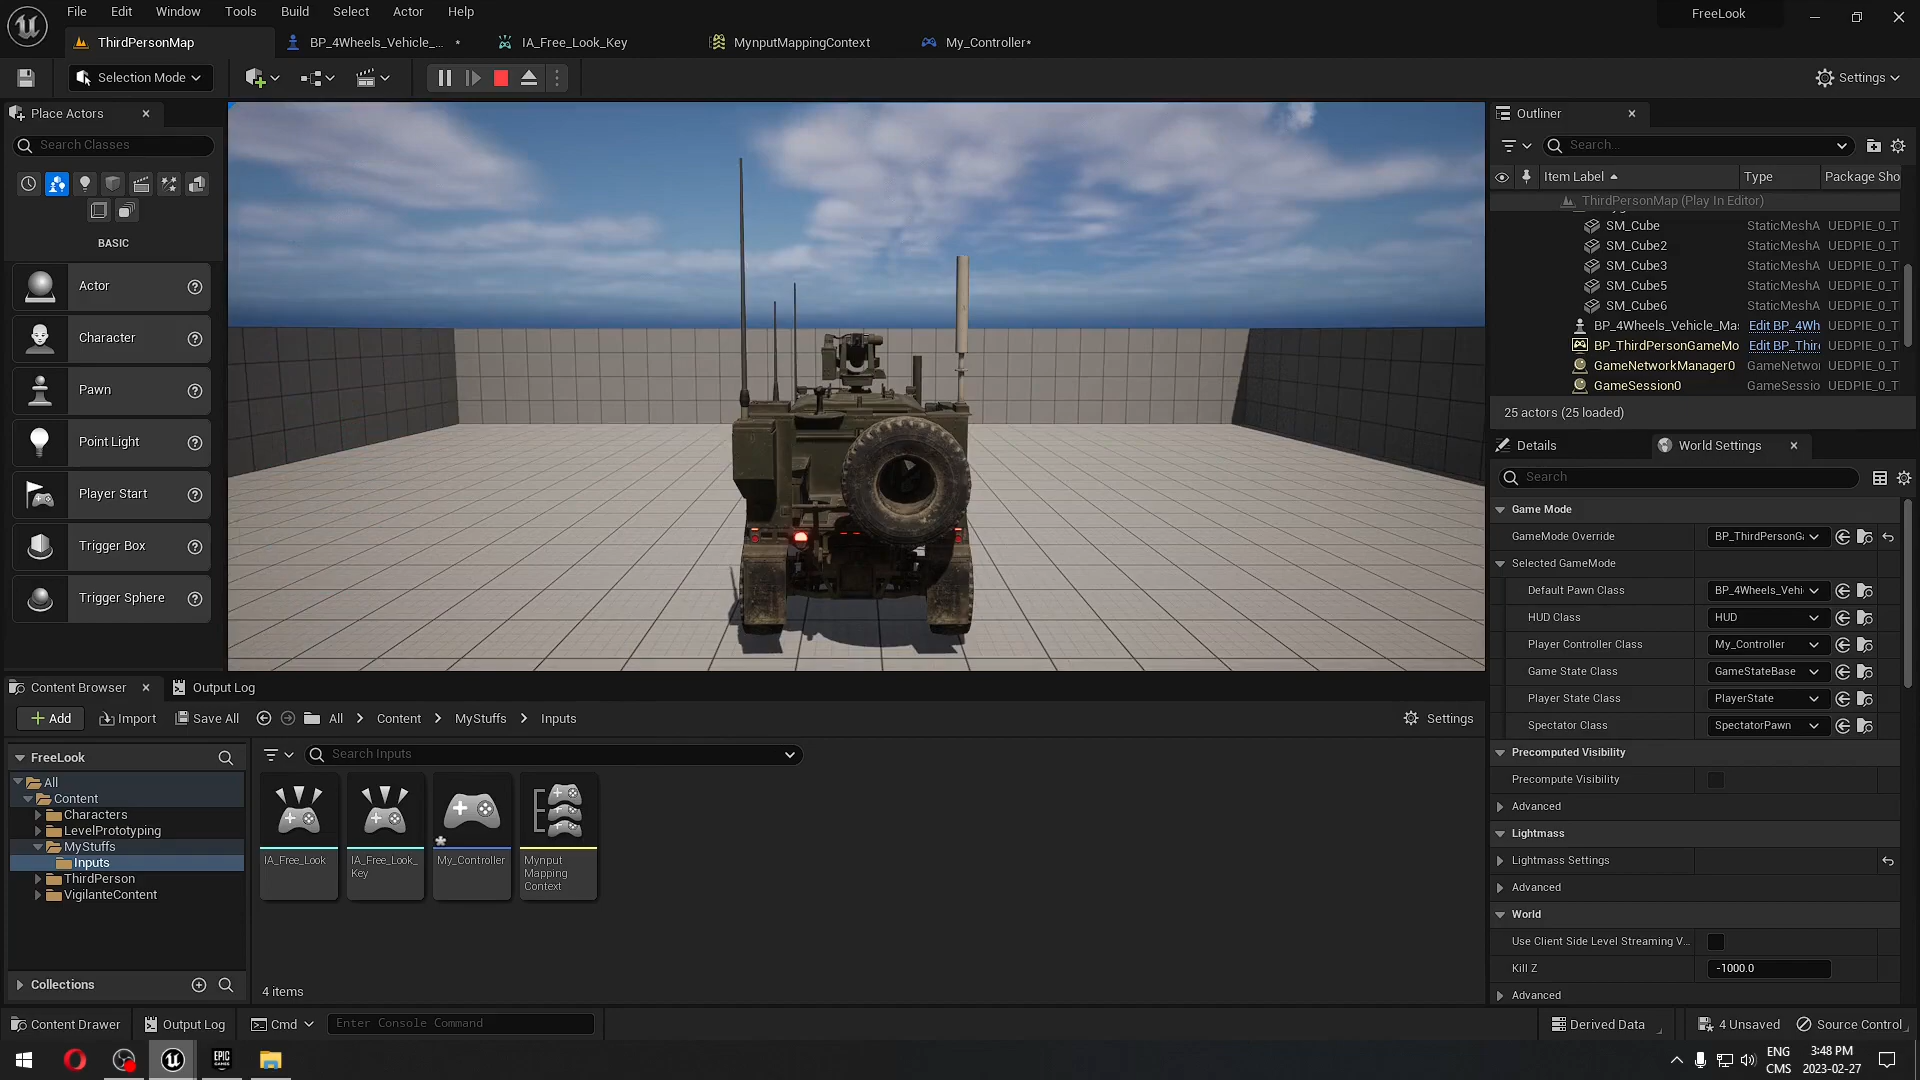 File Edit Window Tools Build Select Actor Help
FreeLook
ThirdPersonMap
BP_4Wheels_Vehicle_... *
IA_Free_Look_Key
MynputMappingContext
My_Controller*
Selection Mode
Settings
Place Actors
Search Classes
BASIC
Actor
Character
Pawn
Point Light
Player Start
Trigger Box
Trigger Sphere
Outliner
Search...
Item Label Type Package Sho
ThirdPersonMap (Play In Editor)
SM_Cube StaticMeshA UEDPIE_0_T
SM_Cube2 StaticMeshA UEDPIE_0_T
SM_Cube3 StaticMeshA UEDPIE_0_T
SM_Cube5 StaticMeshA UEDPIE_0_T
SM_Cube6 StaticMeshA UEDPIE_0_T
BP_4Wheels_Vehicle_Mas Edit BP_4Wh UEDPIE_0_T
BP_ThirdPersonGameMo Edit BP_Thir UEDPIE_0_T
GameNetworkManager0 GameNetwor UEDPIE_0_T
GameSession0 GameSessio UEDPIE_0_T
25 actors (25 loaded)
Details
World Settings
Search
Game Mode
GameMode Override BP_ThirdPersonGa
Selected GameMode
Default Pawn Class BP_4Wheels_Vehi
HUD Class HUD
Player Controller Class My_Controller
Game State Class GameStateBase
Player State Class PlayerState
Spectator Class SpectatorPawn
Precomputed Visibility
Precompute Visibility
Advanced
Lightmass
Lightmass Settings
Advanced
World
Use Client Side Level Streaming V...
Kill Z -1000.0
Advanced
Content Browser
Output Log
Add Import Save All All Content MyStuffs Inputs
Settings
FreeLook
Search Inputs
All
Content
Characters
LevelPrototyping
MyStuffs
Inputs
ThirdPerson
VigilanteContent
Collections
IA_Free_Look
IA_Free_Look_
Key
My_Controller
Mynput
Mapping
Context
4 items
Content Drawer Output Log Cmd Enter Console Command
Derived Data 4 Unsaved Source Control
EPIC
GAMES
ENG
CMS
3:48 PM
2023-02-27